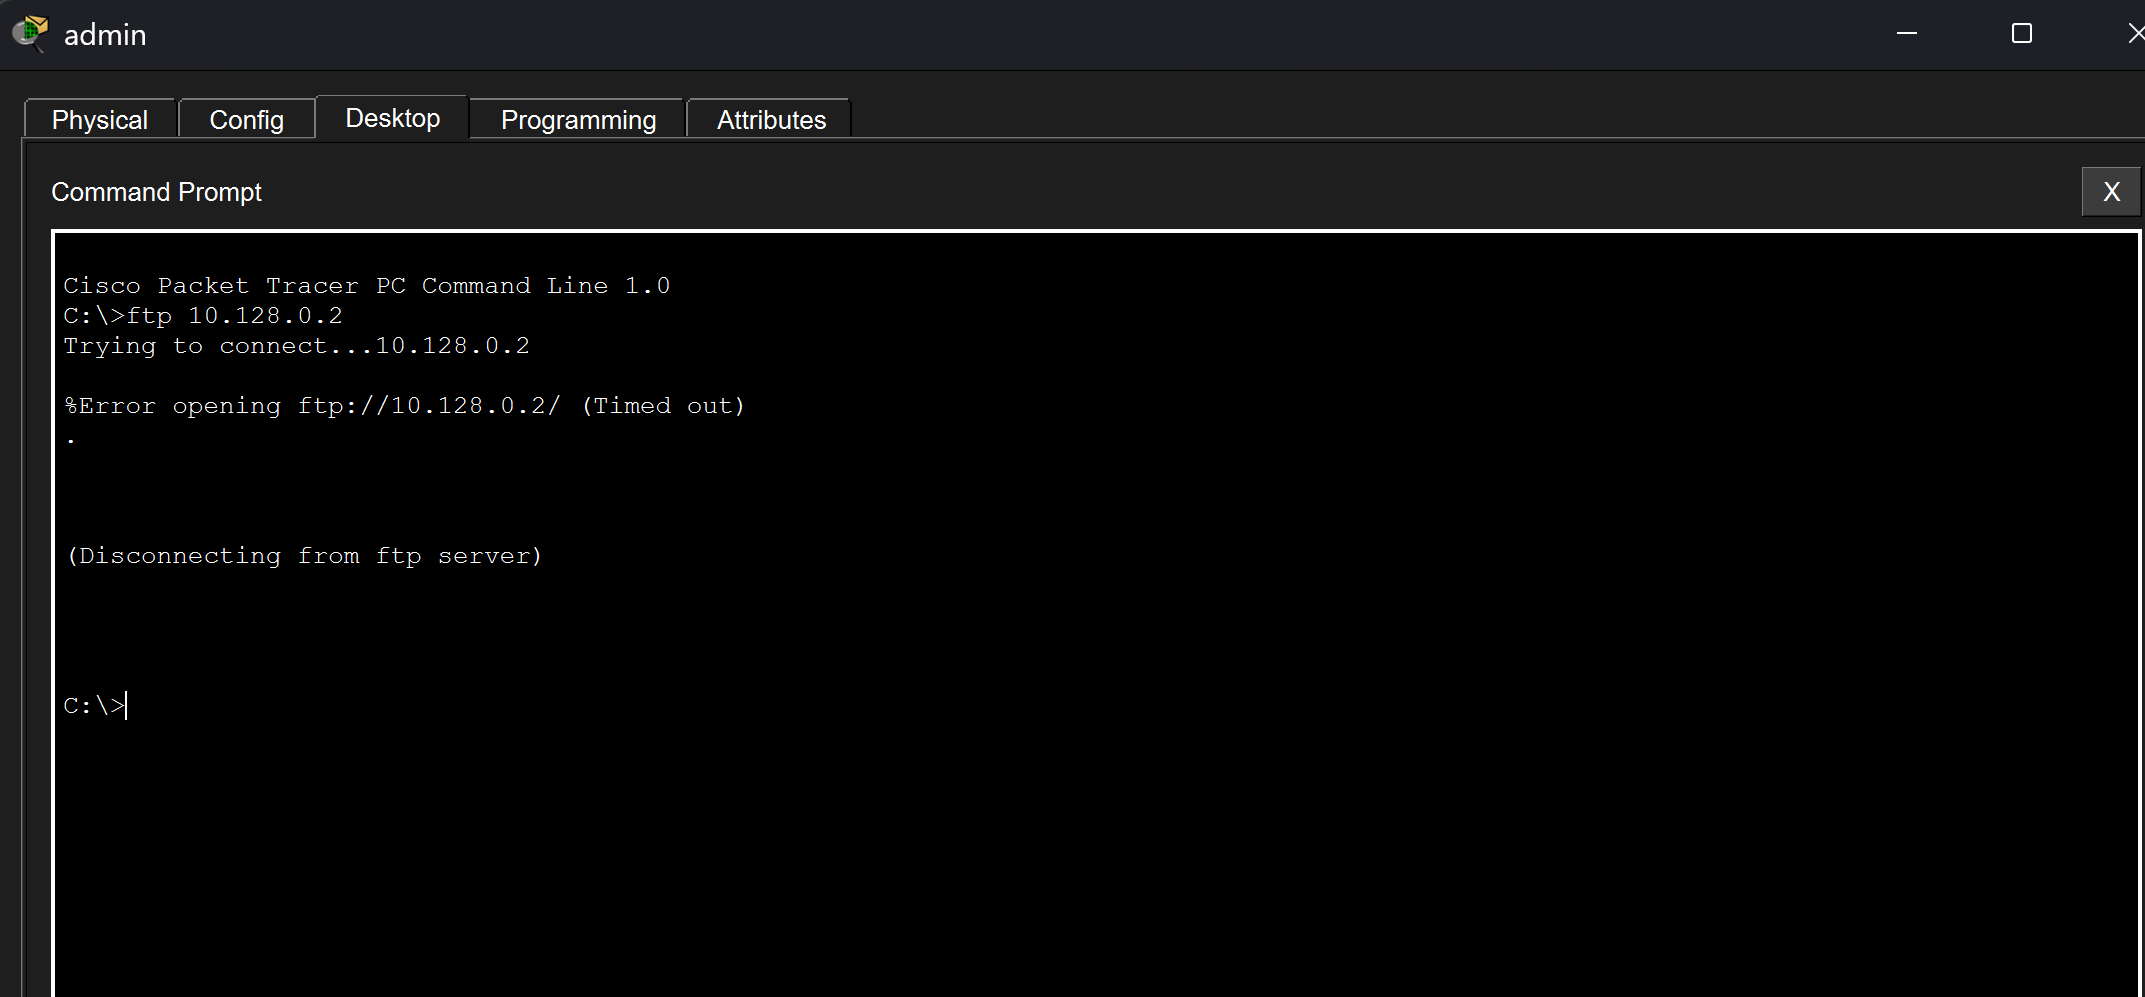 admin
Physical Config Desktop Programming Attributes
Command Prompt
X
Cisco Packet Tracer PC Command Line 1.0
C:\>ftp 10.128.0.2
Trying to connect...10.128.0.2
%Error opening ftp://10.128.0.2/ (Timed out)
.
(Disconnecting from ftp server)
C:\>